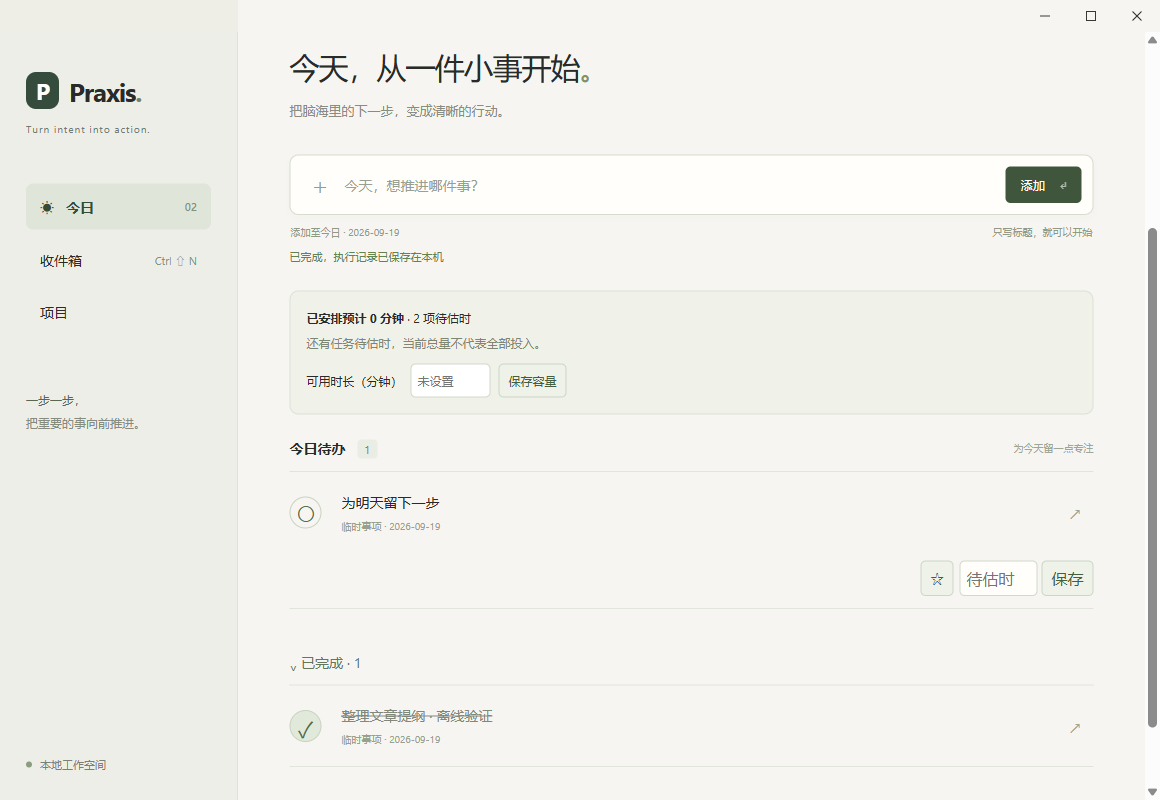 P Praxis.
Turn intent into action.
今日 02
收件箱 Ctrl ⇧ N
项目
一步一步，
把重要的事向前推进。
本地工作空间
今天，从一件小事开始。
把脑海里的下一步，变成清晰的行动。
今天，想推进哪件事？
添加 ↵
添加至今日 · 2026-09-19
只写标题，就可以开始
已完成，执行记录已保存在本机
已安排预计 0 分钟 · 2 项待估时
还有任务待估时，当前总量不代表全部投入。
可用时长（分钟） 未设置 保存容量
今日待办 1
为今天留一点专注
为明天留下一步
临时事项 · 2026-09-19
待估时 保存
已完成 · 1
整理文章提纲 · 离线验证
临时事项 · 2026-09-19